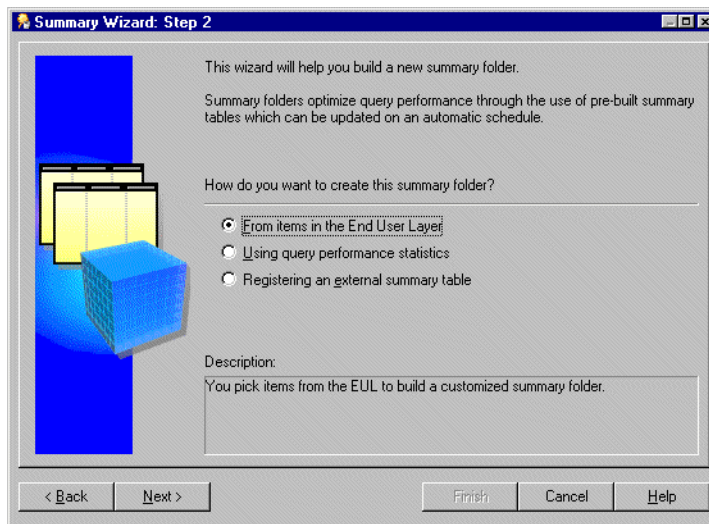 Summary Wizard: Step 2
This wizard will help you build a new summary folder.
Summary folders optimize query performance through the use of pre-built summary
tables which can be updated on an automatic schedule.
How do you want to create this summary folder?
From items in the End User Layer
Using query performance statistics
Registering an external summary table
Description:
You pick items from the EUL to build a customized summary folder.
< Back
Next >
Finish
Cancel
Help